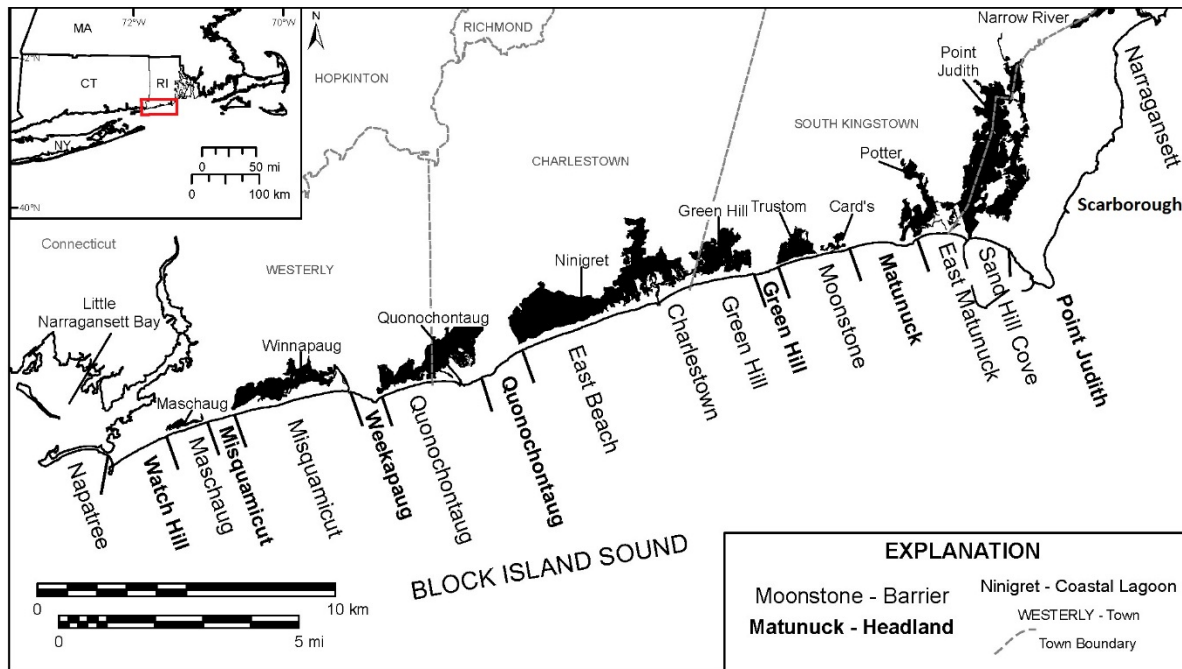 72°W
70°W
MA
42°N
CT
RI
NY
0 50 mi
0 100 km
40°N
N
RICHMOND
HOPKINTON
Narrow River
Point
Judith
Narragansett
SOUTH KINGSTOWN
CHARLESTOWN
Potter
Green Hill
Trustom
Card's
Scarborough
Connecticut
WESTERLY
Ninigret
Little
Narragansett Bay
Quonochontaug
Winnapaug
Maschaug
Napatree
Watch Hill
Maschaug
Misquamicut
Misquamicut
Weekapaug
Quonochontaug
Quonochontaug
East Beach
Charlestown
Green Hill
Green Hill
Moonstone
Matunuck
East Matunuck
Sand Hill Cove
Point Judith
BLOCK ISLAND SOUND
0 10 km
0 5 mi
EXPLANATION
Moonstone - Barrier
Matunuck - Headland
Ninigret - Coastal Lagoon
WESTERLY - Town
Town Boundary